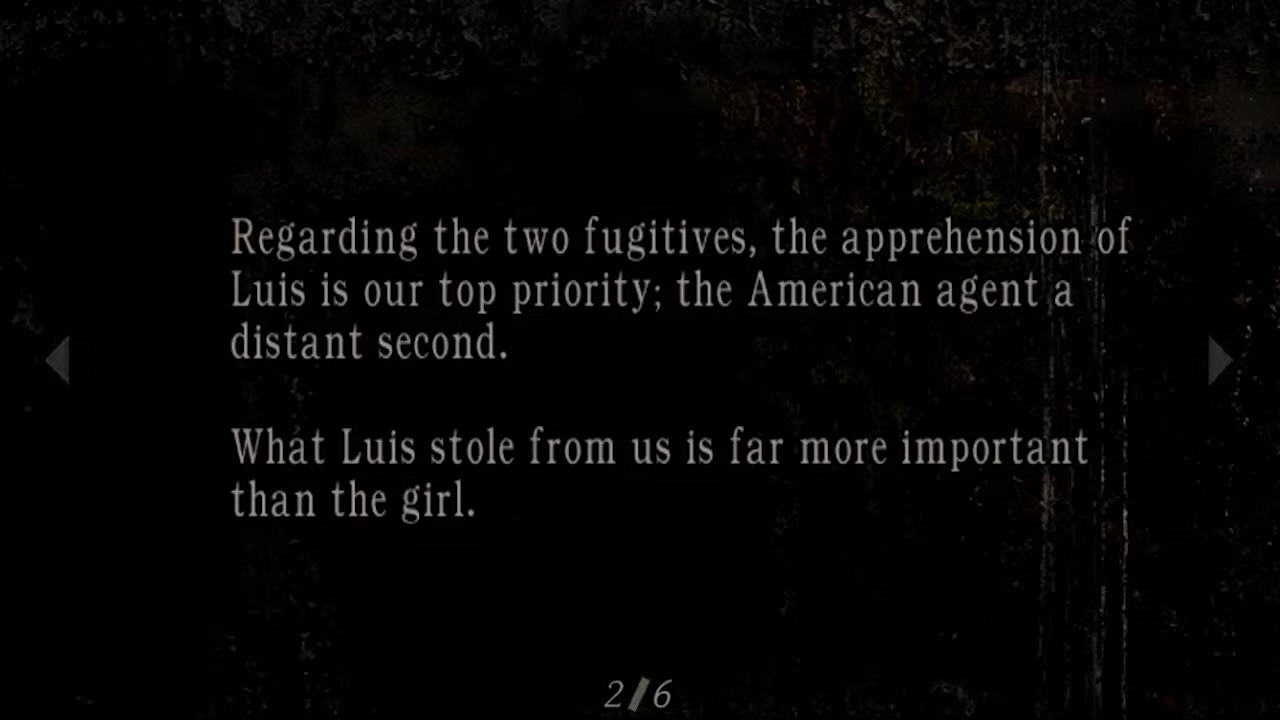 Regarding the two fugitives, the apprehension of
Luis is our top priority; the American agent a
distant second.
What Luis stole from us is far more important
than the girl.
2/6